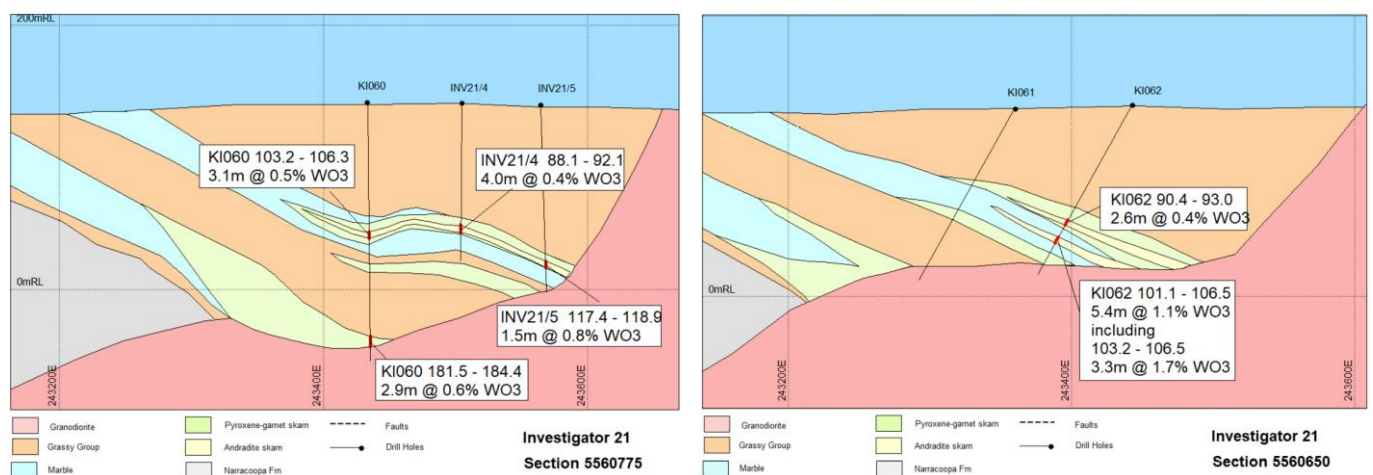 200mRL
KI060
INV21/4
INV21/5
KI060 103.2 - 106.3
3.1m @ 0.5% WO3
INV21/4 88.1 - 92.1
4.0m @ 0.4% WO3
0mRL
INV21/5 117.4 - 118.9
1.5m @ 0.8% WO3
KI060 181.5 - 184.4
2.9m @ 0.6% WO3
243200E
243400E
243600E
Granodiorite
Grassy Group
Marble
Pyroxene-garnet skarn
Andradite skarn
Narracoopa Fm
Faults
Drill Holes
Investigator 21
Section 5560775
200mRL
KI061
KI062
KI062 90.4 - 93.0
2.6m @ 0.4% WO3
0mRL
KI062 101.1 - 106.5
5.4m @ 1.1% WO3
including
103.2 - 106.5
3.3m @ 1.7% WO3
243200E
243400E
243600E
Granodiorite
Grassy Group
Marble
Pyroxene-garnet skarn
Andradite skarn
Narracoopa Fm
Faults
Drill Holes
Investigator 21
Section 5560650